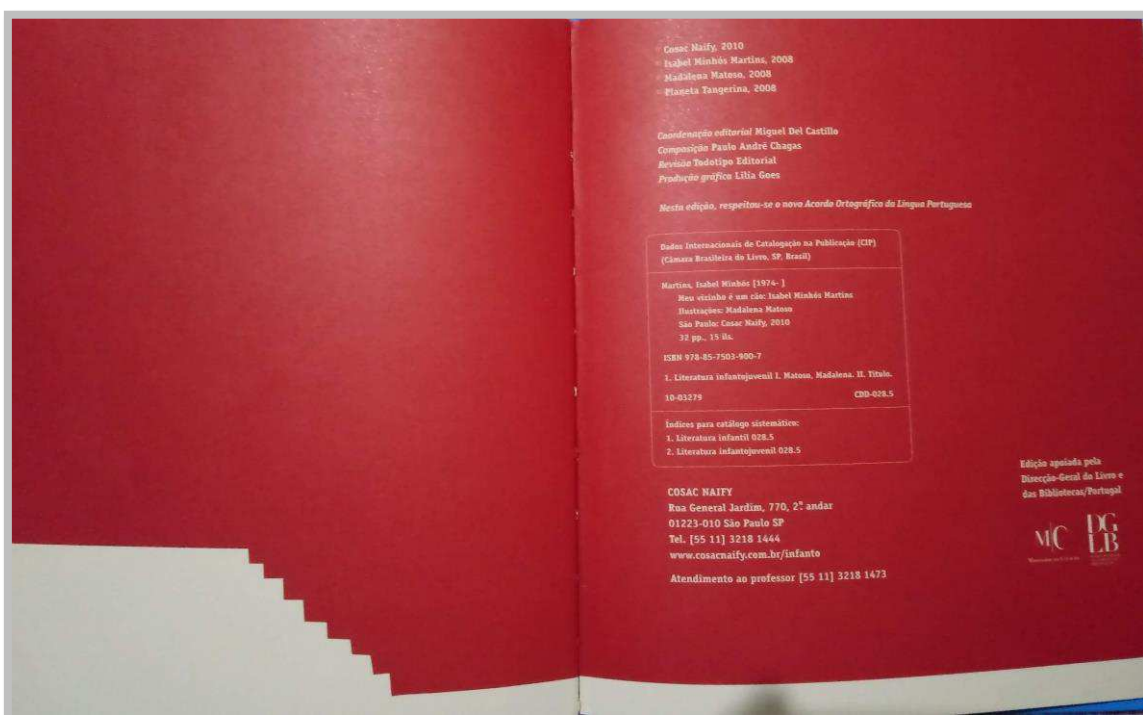 © Cosac Naify, 2010
© Isabel Minhós Martins, 2008
© Madalena Matoso, 2008
© Planeta Tangerina, 2008
Coordenação editorial Miguel Del Castillo
Composição Paulo André Chagas
Revisão Todotipo Editorial
Produção gráfica Lilia Goes
Nesta edição, respeitou-se o novo Acordo Ortográfico da Língua Portuguesa
Dados Internacionais de Catalogação na Publicação (CIP)
(Câmara Brasileira do Livro, SP, Brasil)
Martins, Isabel Minhós [1974- ]
Meu vizinho é um cão: Isabel Minhós Martins
Ilustrações: Madalena Matoso
São Paulo: Cosac Naify, 2010
32 pp., 15 ils.
ISBN 978-85-7503-900-7
1. Literatura infantojuvenil I. Matoso, Madalena. II. Título.
10-03279 CDD-028.5
Índices para catálogo sistemático:
1. Literatura infantil 028.5
2. Literatura infantojuvenil 028.5
COSAC NAIFY
Rua General Jardim, 770, 2º andar
01223-010 São Paulo SP
Tel. [55 11] 3218 1444
www.cosacnaify.com.br/infanto
Atendimento ao professor [55 11] 3218 1473
Edição apoiada pela
Direcção-Geral do Livro e
das Bibliotecas/Portugal
M|C
DG
LB